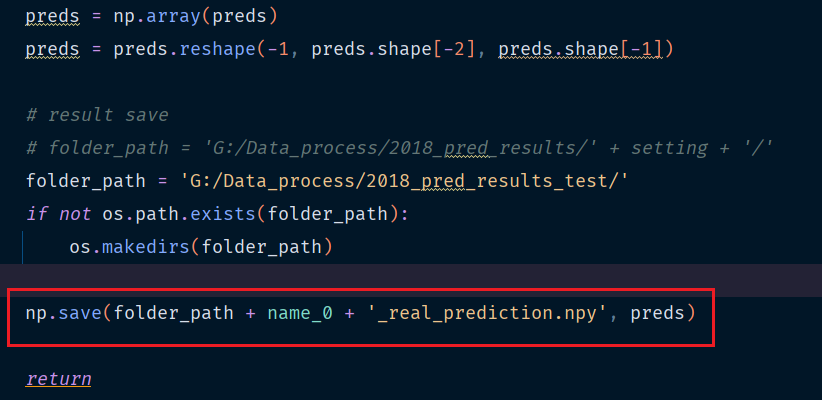 preds = np.array(preds)
preds = preds.reshape(-1, preds.shape[-2], preds.shape[-1])
# result save
# folder_path = 'G:/Data_process/2018_pred_results/' + setting + '/'
folder_path = 'G:/Data_process/2018_pred_results_test/'
if not os.path.exists(folder_path):
    os.makedirs(folder_path)
np.save(folder_path + name_0 + '_real_prediction.npy', preds)
return